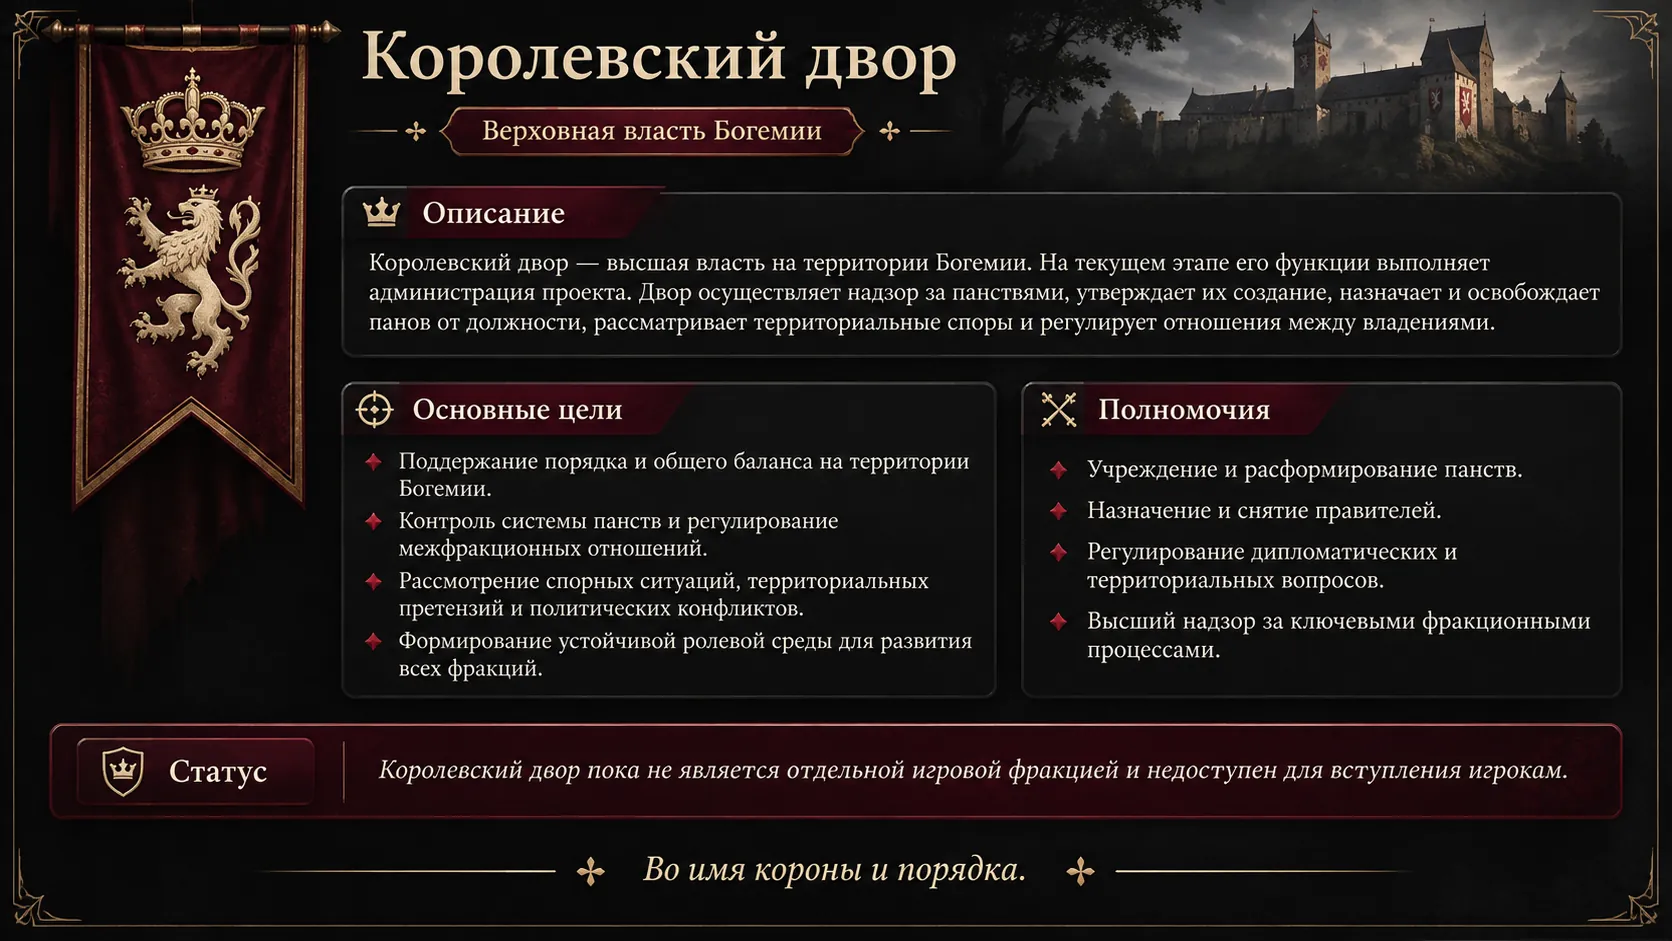 Королевский двор
Верховная власть Богемии
Описание
Королевский двор — высшая власть на территории Богемии. На текущем этапе его функции выполняет
администрация проекта. Двор осуществляет надзор за панствями, утверждает их создание, назначает и освобождает
панов от должности, рассматривает территориальные споры и регулирует отношения между владениями.
Основные цели
Поддержание порядка и общего баланса на территории
Богемии.
Контроль системы панств и регулирование
межфракционных отношений.
Рассмотрение спорных ситуаций, территориальных
претензий и политических конфликтов.
Формирование устойчивой ролевой среды для развития
всех фракций.
Полномочия
Учреждение и расформирование панств.
Назначение и снятие правителей.
Регулирование дипломатических и
территориальных вопросов.
Высший надзор за ключевыми фракционными
процессами.
Статус
Королевский двор пока не является отдельной игровой фракцией и недоступен для вступления игрокам.
Во имя короны и порядка.